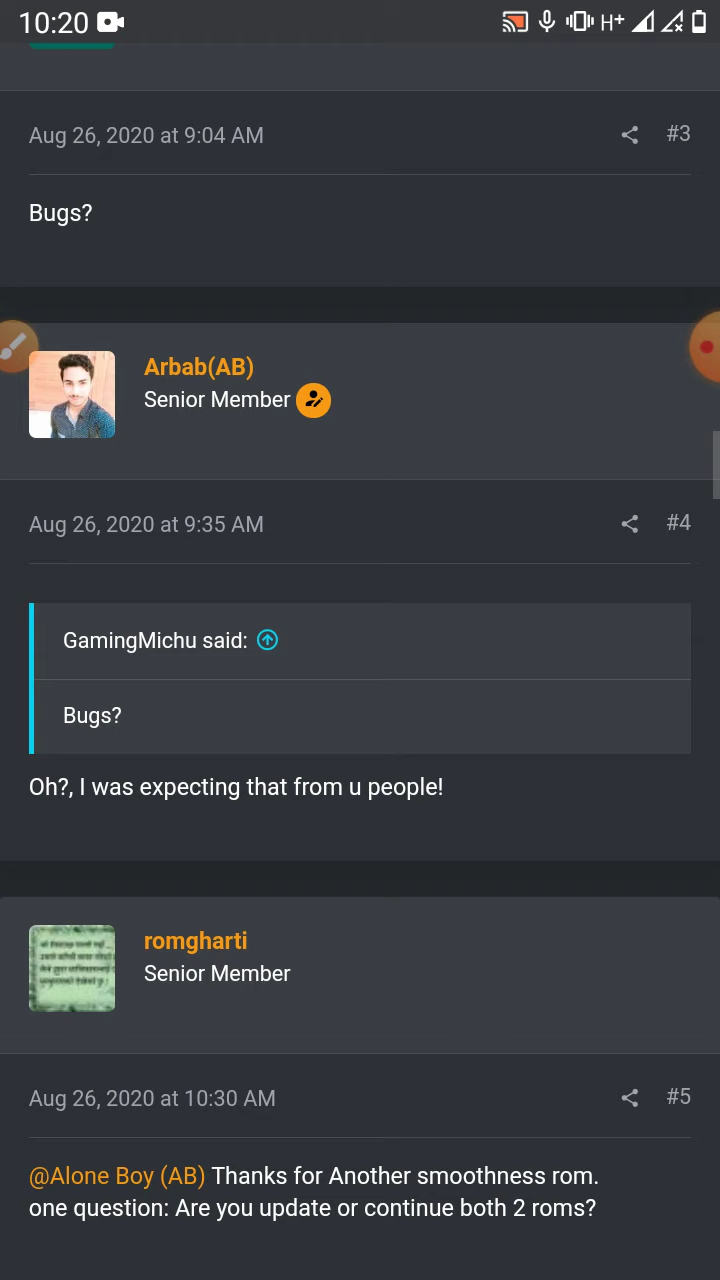 10:20
H+
Aug 26, 2020 at 9:04 AM
#3
Bugs?
Arbab(AB)
Senior Member
Aug 26, 2020 at 9:35 AM
#4
GamingMichu said:
Bugs?
Oh?, I was expecting that from u people!
romgharti
Senior Member
Aug 26, 2020 at 10:30 AM
#5
@Alone Boy (AB) Thanks for Another smoothness rom.
one question: Are you update or continue both 2 roms?